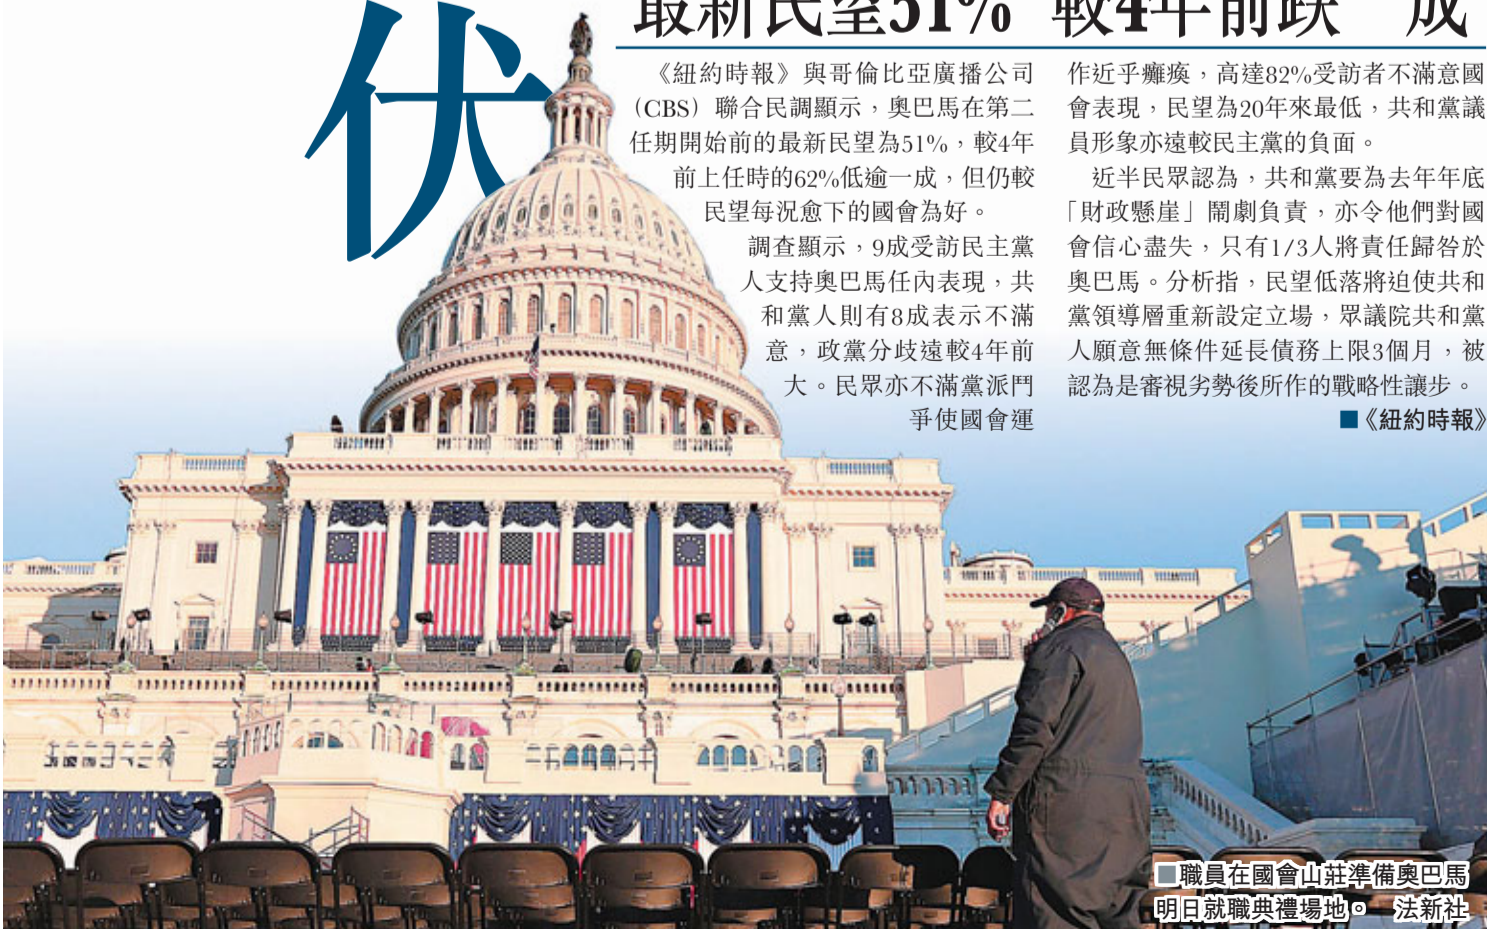 伏
最新民望51% 較4年前跌 成
《紐約時報》與哥倫比亞廣播公司
(CBS) 聯合民調顯示，奧巴馬在第二
任期開始前的最新民望為51%，較4年
前上任時的62%低逾一成，但仍較
民望每況愈下的國會為好。
調查顯示，9成受訪民主黨
人支持奧巴馬任內表現，共
和黨人則有8成表示不滿
意，政黨分歧遠較4年前
大。民眾亦不滿黨派鬥
爭使國會運
作近乎癱瘓，高達82%受訪者不滿意國
會表現，民望為20年來最低，共和黨議
員形象亦遠較民主黨的負面。
近半民眾認為，共和黨要為去年年底
「財政懸崖」鬧劇負責，亦令他們對國
會信心盡失，只有1/3人將責任歸咎於
奧巴馬。分析指，民望低落將迫使共和
黨領導層重新設定立場，眾議院共和黨
人願意無條件延長債務上限3個月，被
認為是審視劣勢後所作的戰略性讓步。
■《紐約時報》
■職員在國會山莊準備奧巴馬
明日就職典禮場地。 法新社